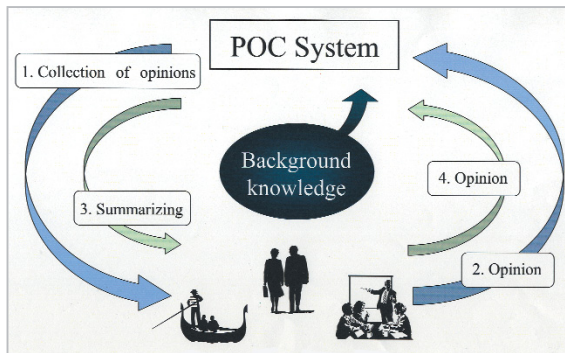 POC System
1. Collection of opinions
Background
knowledge
3. Summarizing
4. Opinion
2. Opinion